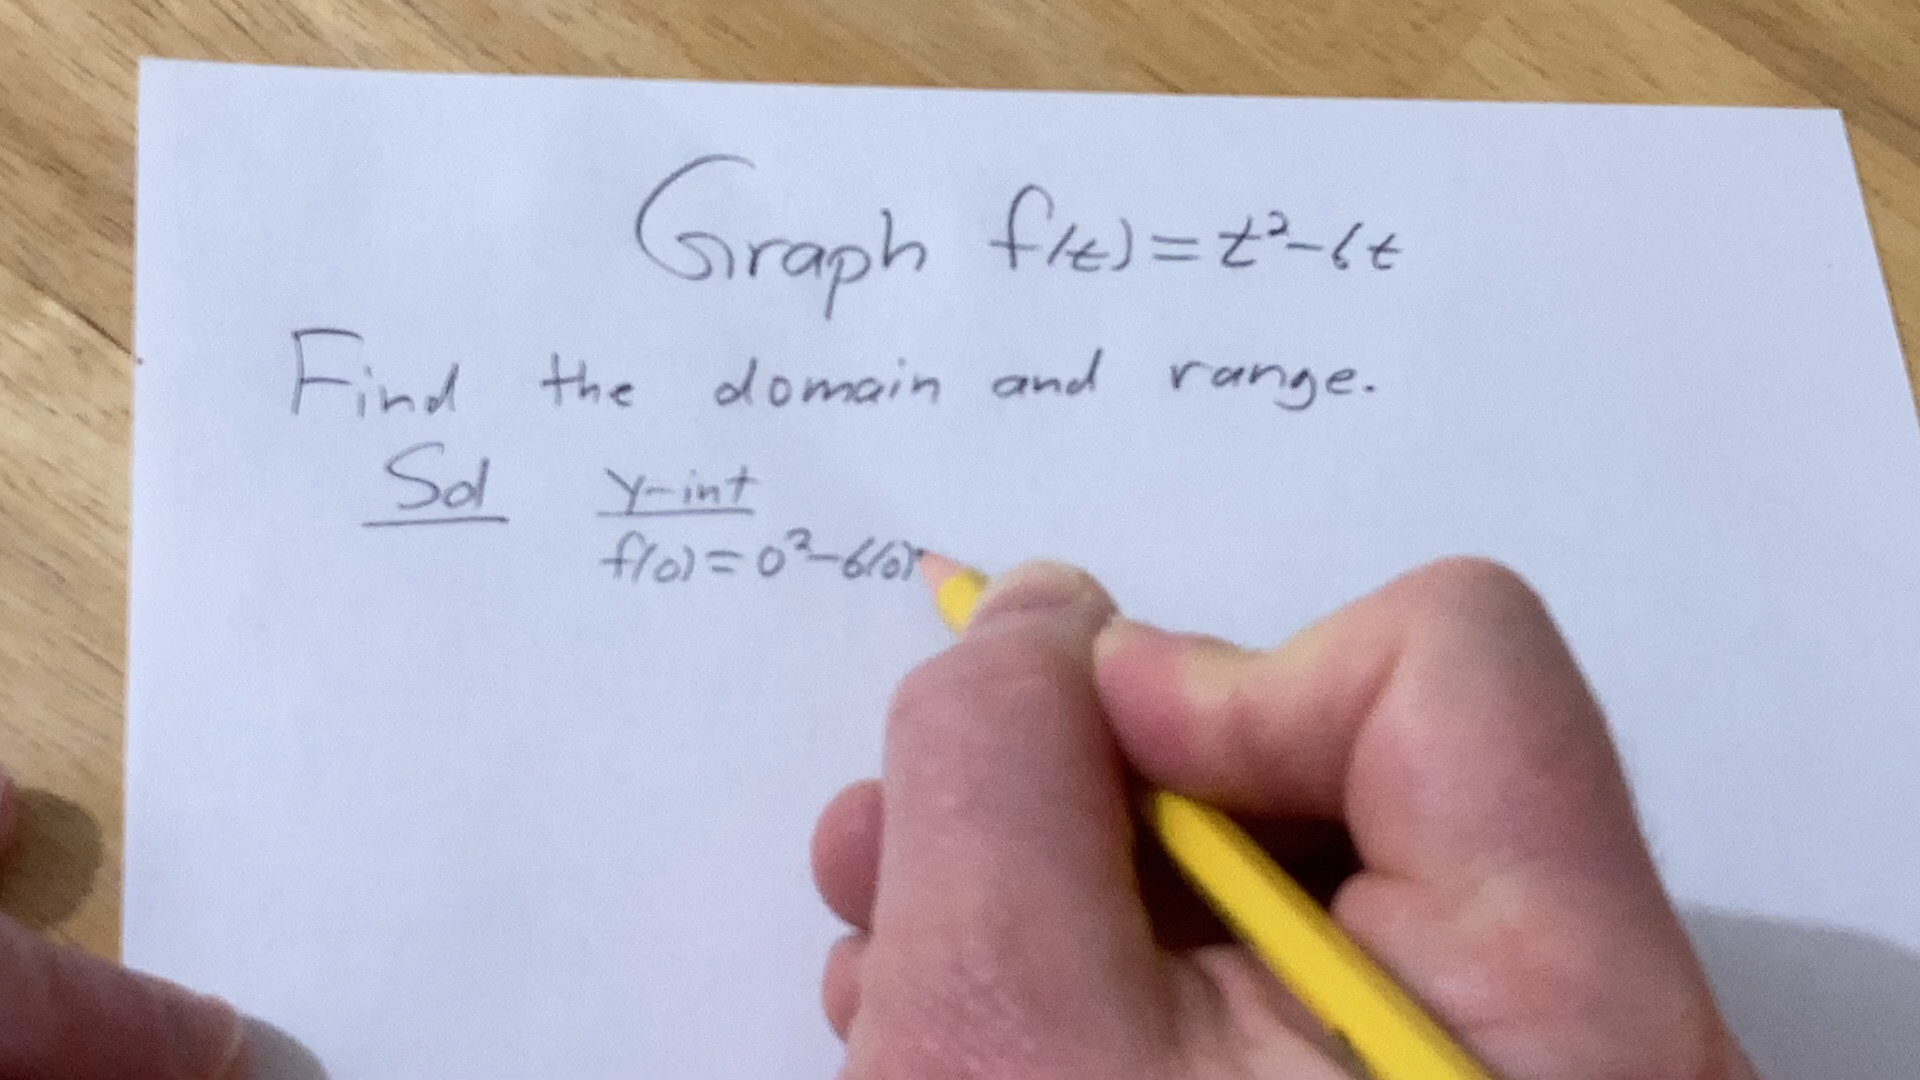 Graph f(t) = t²-6t
Find the domain and range.
Sol y-int
f(0) = 0²-6(0)